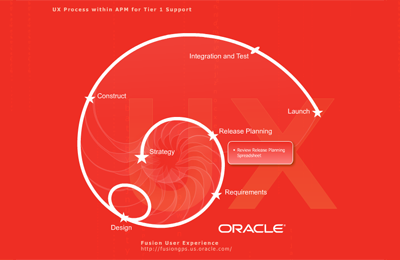 UX Process within APM for Tier 1 Support
UX
Integration and Test
Construct
Launch
Release Planning
Strategy
• Review Release Planning
Spreadsheet
Requirements
Design
ORACLE®
Fusion User Experience
http://fusiongps.us.oracle.com/